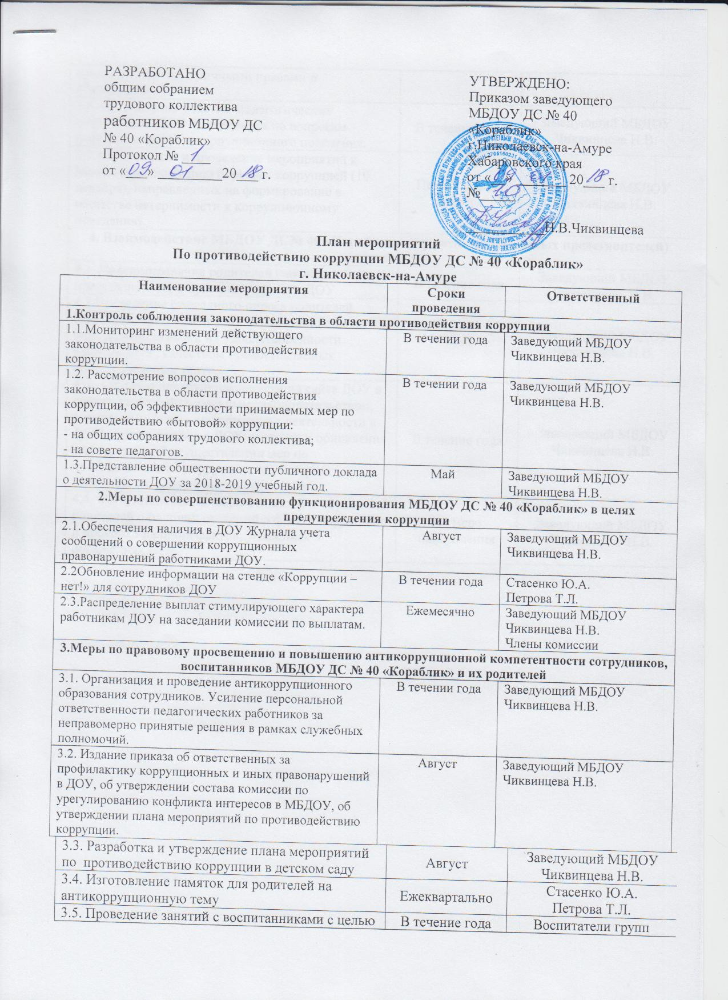 РАЗРАБОТАНО
общим собранием
трудового коллектива
работников МБДОУ ДС
№ 40 «Кораблик»
Протокол № 1
от «09» 01 2018 г.
УТВЕРЖДЕНО:
Приказом заведующего
МБДОУ ДС № 40
«Кораблик»
г.Николаевск-на-Амуре
Хабаровского края
от «09» 2018 г.
№
Н.В.Чиквинцева
План мероприятий
По противодействию коррупции МБДОУ ДС № 40 «Кораблик»
г. Николаевск-на-Амуре
Наименование мероприятия
Сроки
проведения
Ответственный
1.Контроль соблюдения законодательства в области противодействия коррупции
1.1.Мониторинг изменений действующего
законодательства в области противодействия
коррупции.
В течении года
Заведующий МБДОУ
Чиквинцева Н.В.
1.2. Рассмотрение вопросов исполнения
законодательства в области противодействия
коррупции, об эффективности принимаемых мер по
противодействию «бытовой» коррупции:
- на общих собраниях трудового коллектива;
- на совете педагогов.
В течении года
Заведующий МБДОУ
Чиквинцева Н.В.
1.3.Представление общественности публичного доклада
о деятельности ДОУ за 2018-2019 учебный год.
Май
Заведующий МБДОУ
Чиквинцева Н.В.
2.Меры по совершенствованию функционирования МБДОУ ДС № 40 «Кораблик» в целях
предупреждения коррупции
2.1.Обеспечения наличия в ДОУ Журнала учета
сообщений о совершении коррупционных
правонарушений работниками ДОУ.
Август
Заведующий МБДОУ
Чиквинцева Н.В.
2.2Обновление информации на стенде «Коррупции –
нет!» для сотрудников ДОУ
В течении года
Стасенко Ю.А.
Петрова Т.Л.
2.3.Распределение выплат стимулирующего характера
работникам ДОУ на заседании комиссии по выплатам.
Ежемесячно
Заведующий МБДОУ
Чиквинцева Н.В.
Члены комиссии
3.Меры по правовому просвещению и повышению антикоррупционной компетентности сотрудников,
воспитанников МБДОУ ДС № 40 «Кораблик» и их родителей
3.1. Организация и проведение антикоррупционного
образования сотрудников. Усиление персональной
ответственности педагогических работников за
неправомерно принятые решения в рамках служебных
полномочий.
В течении года
Заведующий МБДОУ
Чиквинцева Н.В.
3.2. Издание приказа об ответственных за
профилактику коррупционных и иных правонарушений
в ДОУ, об утверждении состава комиссии по
урегулированию конфликта интересов в МБДОУ, об
утверждении плана мероприятий по противодействию
коррупции.
Август
Заведующий МБДОУ
Чиквинцева Н.В.
3.3. Разработка и утверждение плана мероприятий
по противодействию коррупции в детском саду
Август
Заведующий МБДОУ
Чиквинцева Н.В.
3.4. Изготовление памяток для родителей на
антикоррупционную тему
Ежеквартально
Стасенко Ю.А.
Петрова Т.Л.
3.5. Проведение занятий с воспитанниками с целью
В течение года
Воспитатели групп